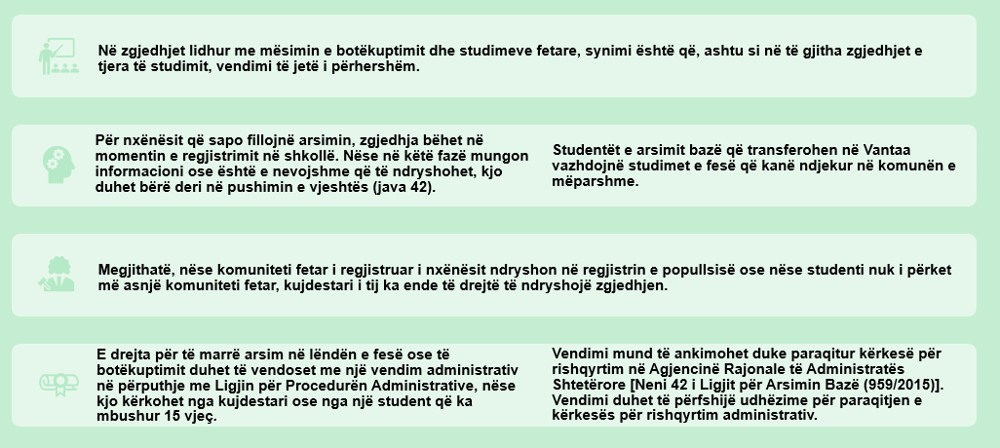 Në zgjedhjet lidhur me mësimin e botëkuptimit dhe studimeve fetare, synimi është që, ashtu si në të gjitha zgjedhjet e
tjera të studimit, vendimi të jetë i përhershëm.
Për nxënësit që sapo fillojnë arsimin, zgjedhja bëhet në
momentin e regjistrimit në shkollë. Nëse në këtë fazë mungon
informacioni ose është e nevojshme që të ndryshohet, kjo
duhet bërë deri në pushimin e vjeshtës (java 42).
Studentët e arsimit bazë që transferohen në Vantaa
vazhdojnë studimet e fesë që kanë ndjekur në komunën e
mëparshme.
Megjithatë, nëse komuniteti fetar i regjistruar i nxënësit ndryshon në regjistrin e popullsisë ose nëse studenti nuk i përket
më asnjë komuniteti fetar, kujdestari i tij ka ende të drejtë të ndryshojë zgjedhjen.
E drejta për të marrë arsim në lëndën e fesë ose të
botëkuptimit duhet të vendoset me një vendim administrativ
në përputhje me Ligjin për Procedurën Administrative, nëse
kjo kërkohet nga kujdestari ose nga një student që ka
mbushur 15 vjeç.
Vendimi mund të ankimohet duke paraqitur kërkesë për
rishqyrtim në Agjencinë Rajonale të Administratës
Shtetërore [Neni 42 i Ligjit për Arsimin Bazë (959/2015)].
Vendimi duhet të përfshijë udhëzime për paraqitjen e
kërkesës për rishqyrtim administrativ.